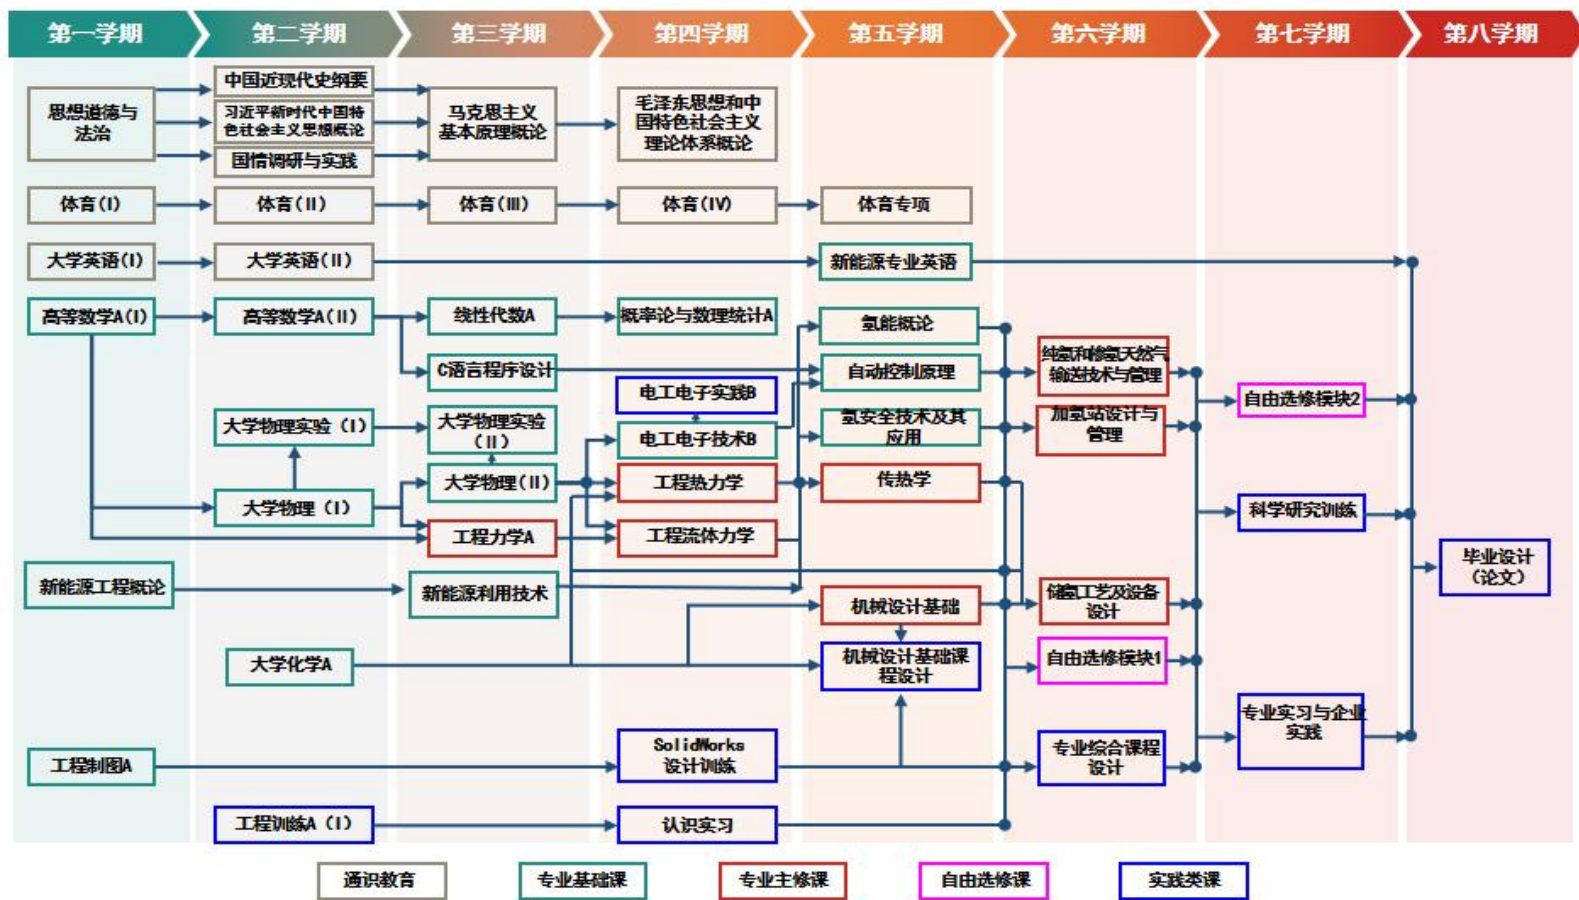 第一学期
第二学期
第三学期
第四学期
第五学期
第六学期
第七学期
第八学期
思想道德与
法治
中国近现代史纲要
习近平新时代中国特
色社会主义思想概论
国情调研与实践
马克思主义
基本原理概论
毛泽东思想和中
国特色社会主义
理论体系概论
体育(I)
体育(II)
体育(III)
体育(IV)
体育专项
大学英语(I)
大学英语(II)
新能源专业英语
高等数学A(I)
高等数学A(II)
线性代数A
概率论与数理统计A
氢能概论
C语言程序设计
自动控制原理
纯氢和掺氢天然气
输送技术与管理
电工电子实践B
自由选修模块2
大学物理实验（I）
大学物理实验
（II）
电工电子技术B
氢安全技术及其
应用
加氢站设计与
管理
大学物理（I）
大学物理(II)
工程热力学
传热学
科学研究训练
工程力学A
工程流体力学
毕业设计
（论文）
新能源工程概论
新能源利用技术
机械设计基础
储氢工艺及设备
设计
大学化学A
机械设计基础课
程设计
自由选修模块1
专业实习与企业
实践
工程制图A
SolidWorks
设计训练
专业综合课程
设计
工程训练A（I）
认识实习
通识教育
专业基础课
专业主修课
自由选修课
实践类课